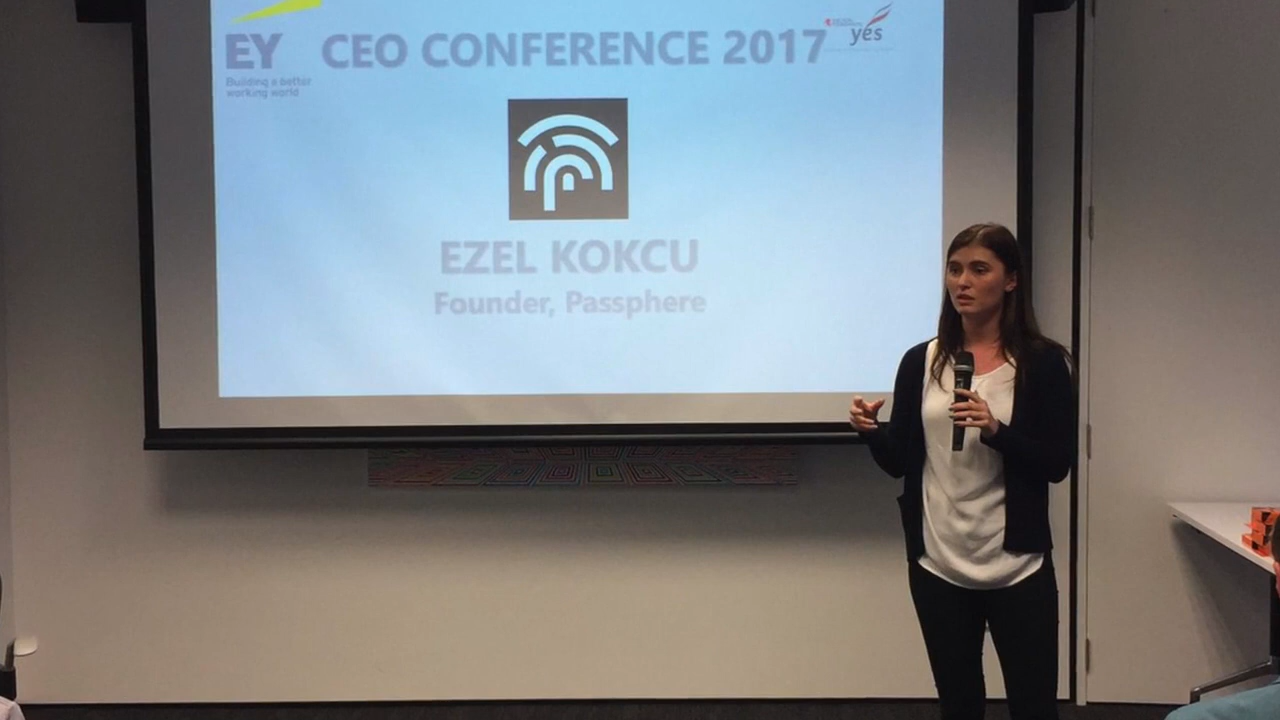 EY
Building a better
working world
CEO CONFERENCE 2017
yes
EZEL KOKCU
Founder, Passphere